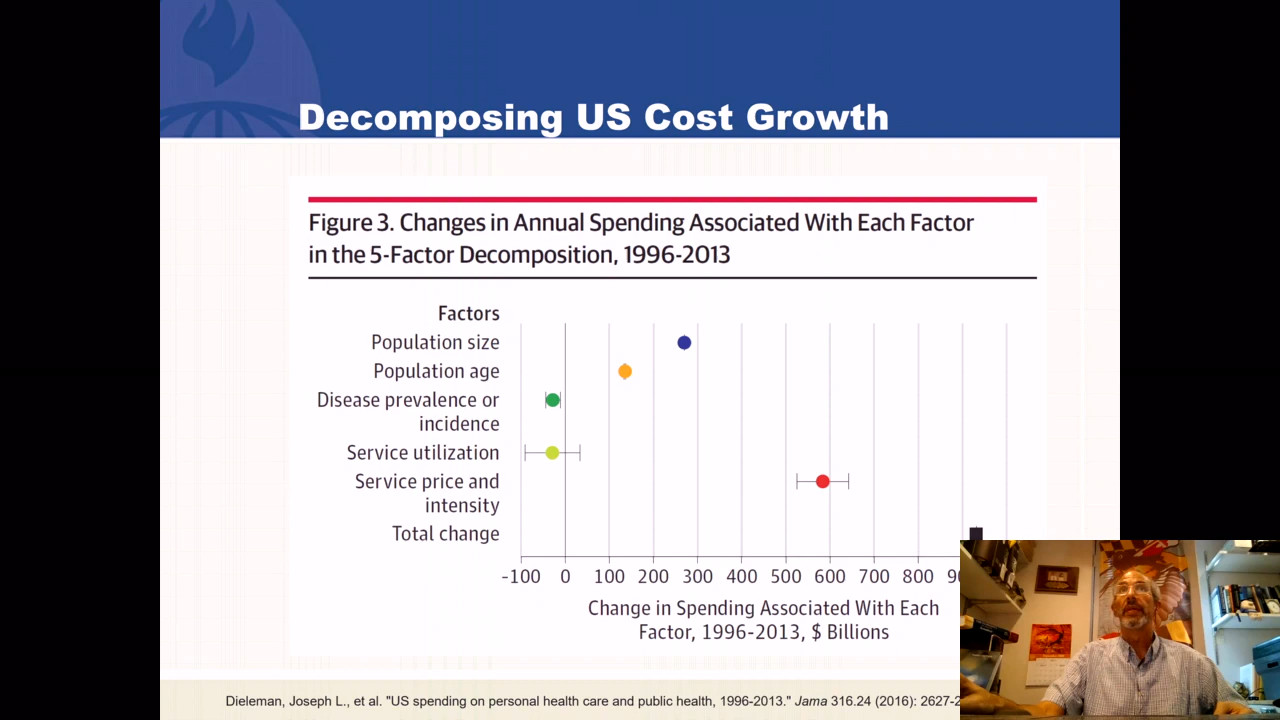 Decomposing US Cost Growth
Figure 3. Changes in Annual Spending Associated With Each Factor
in the 5-Factor Decomposition, 1996-2013
Factors
Population size
Population age
Disease prevalence or
incidence
Service utilization
Service price and
intensity
Total change
-100 0 100 200 300 400 500 600 700 800
Change in Spending Associated With Each
Factor, 1996-2013, $ Billions
Dieleman, Joseph L., et al. "US spending on personal health care and public health, 1996-2013." Jama 316.24 (2016): 2627-2